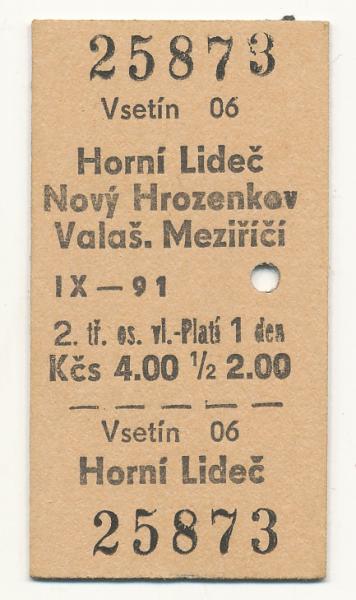 25873
Vsetín 06
Horní Lideč
Nový Hrozenkov
Valaš. Meziříčí
IX — 91
2. tř. os. vl.-Platí 1 den
Kčs 4.00 ½ 2.00
Vsetín 06
Horní Lideč
25873